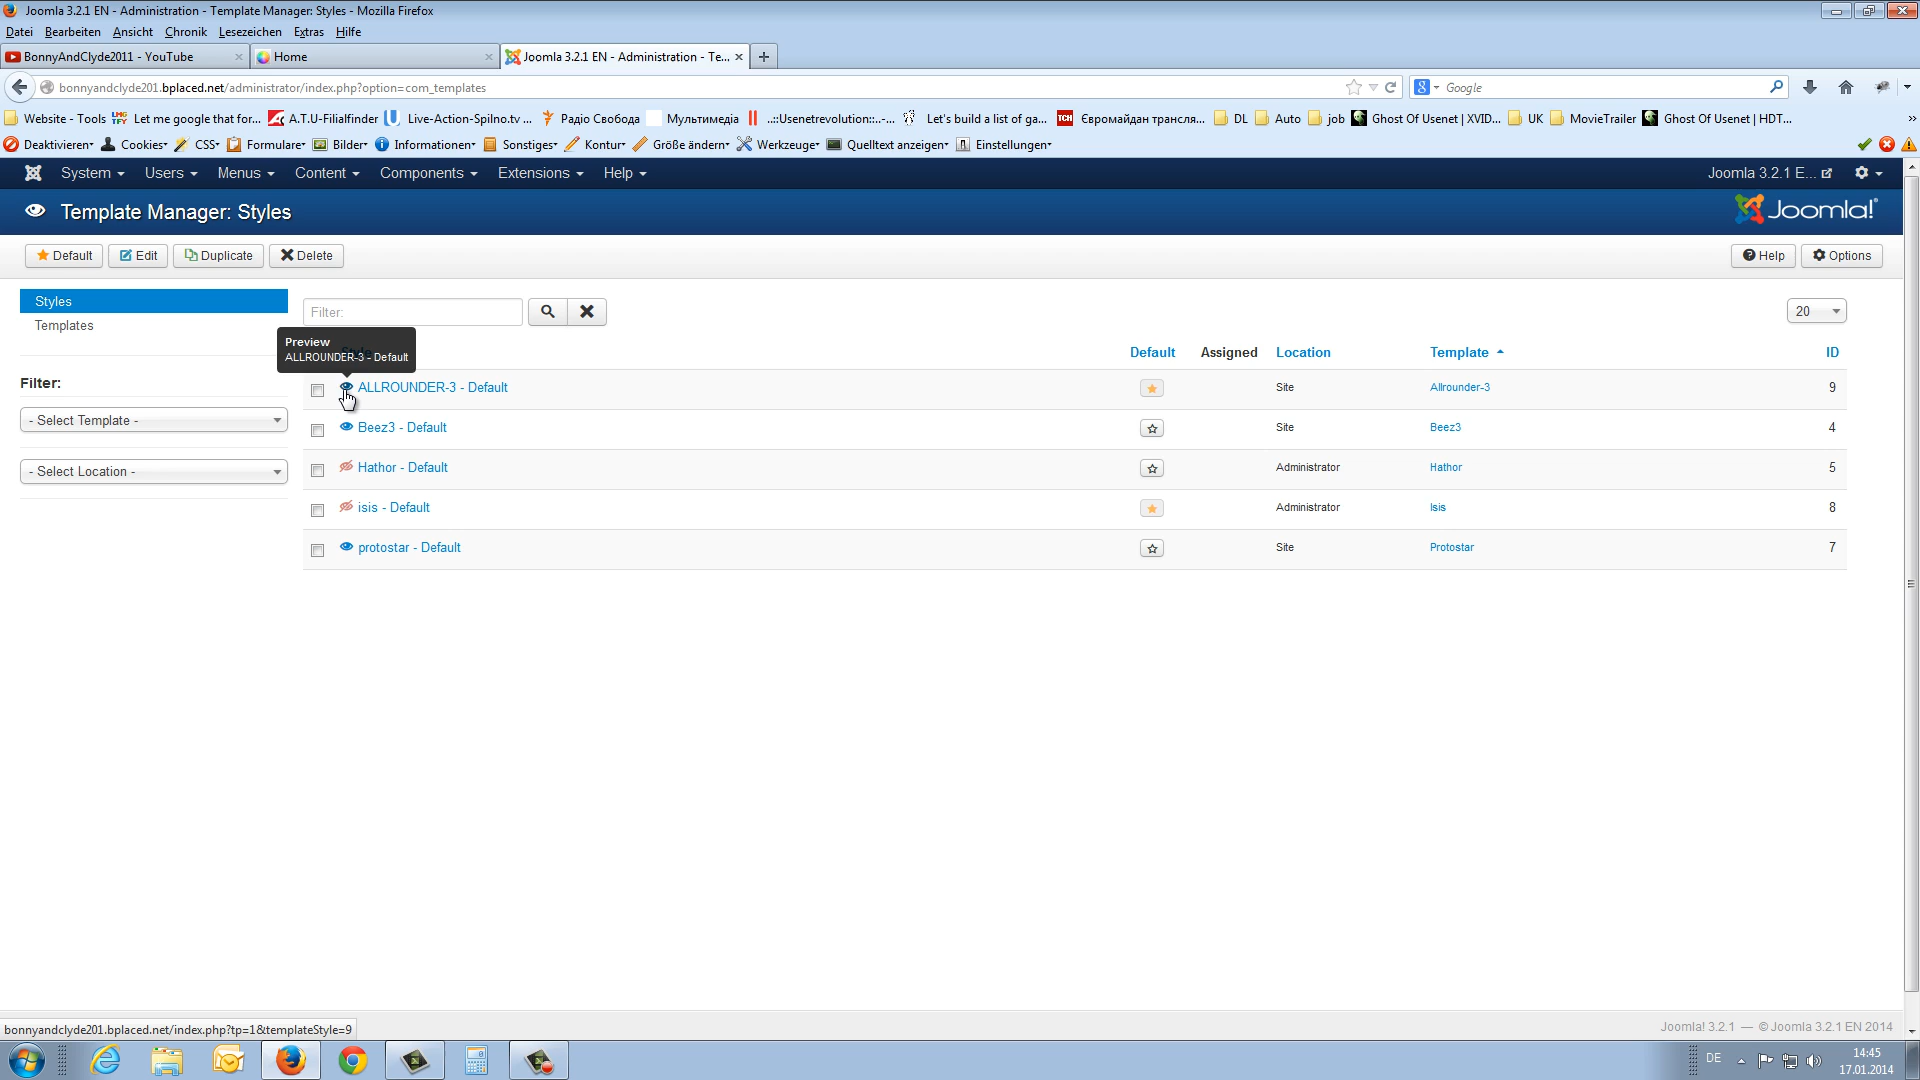 Joomla 3.2.1 EN - Administration - Template Manager: Styles - Mozilla Firefox
Datei Bearbeiten Ansicht Chronik Lesezeichen Extras Hilfe
BonnyAndClyde2011 - YouTube Home Joomla 3.2.1 EN - Administration - Te...
bonnyandclyde201.bplaced.net/administrator/index.php?option=com_templates Google
Website - Tools Let me google that for... A.T.U-Filialfinder Live-Action-Spilno.tv ... Радіо Свобода Мультимедіа ..::Usenetrevolution::..-... Let's build a list of ga... Євромайдан трансля... DL Auto job Ghost Of Usenet | XVID... UK MovieTrailer Ghost Of Usenet | HDT...
Deaktivieren Cookies CSS Formulare Bilder Informationen Sonstiges Kontur Größe ändern Werkzeuge Quelltext anzeigen Einstellungen
System Users Menus Content Components Extensions Help Joomla 3.2.1 E...
Template Manager: Styles Joomla!
Default Edit Duplicate Delete Help Options
Styles
Templates
Filter: 20
Preview
ALLROUNDER-3 - Default
Default Assigned Location Template ID
Filter:
ALLROUNDER-3 - Default Site Allrounder-3 9
- Select Template -
Beez3 - Default Site Beez3 4
- Select Location -
Hathor - Default Administrator Hathor 5
isis - Default Administrator Isis 8
protostar - Default Site Protostar 7
bonnyandclyde201.bplaced.net/index.php?tp=1&templateStyle=9
Joomla! 3.2.1 — © Joomla 3.2.1 EN 2014
DE 14:45
17.01.2014